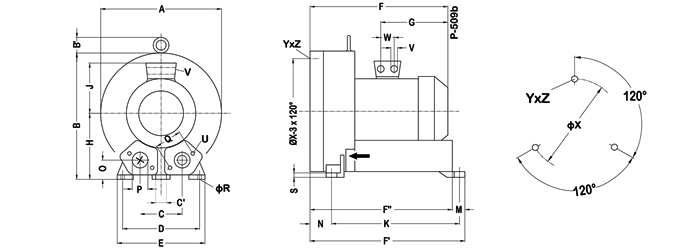 A
B'
V
J
B
H
Q
U
O
P
ϕR
C'
C
D
E
F
G
P-509b
YxZ
W
V
ØX-3 x 120°
S
F"
M
N
K
F'
YxZ
ϕX
120°
120°